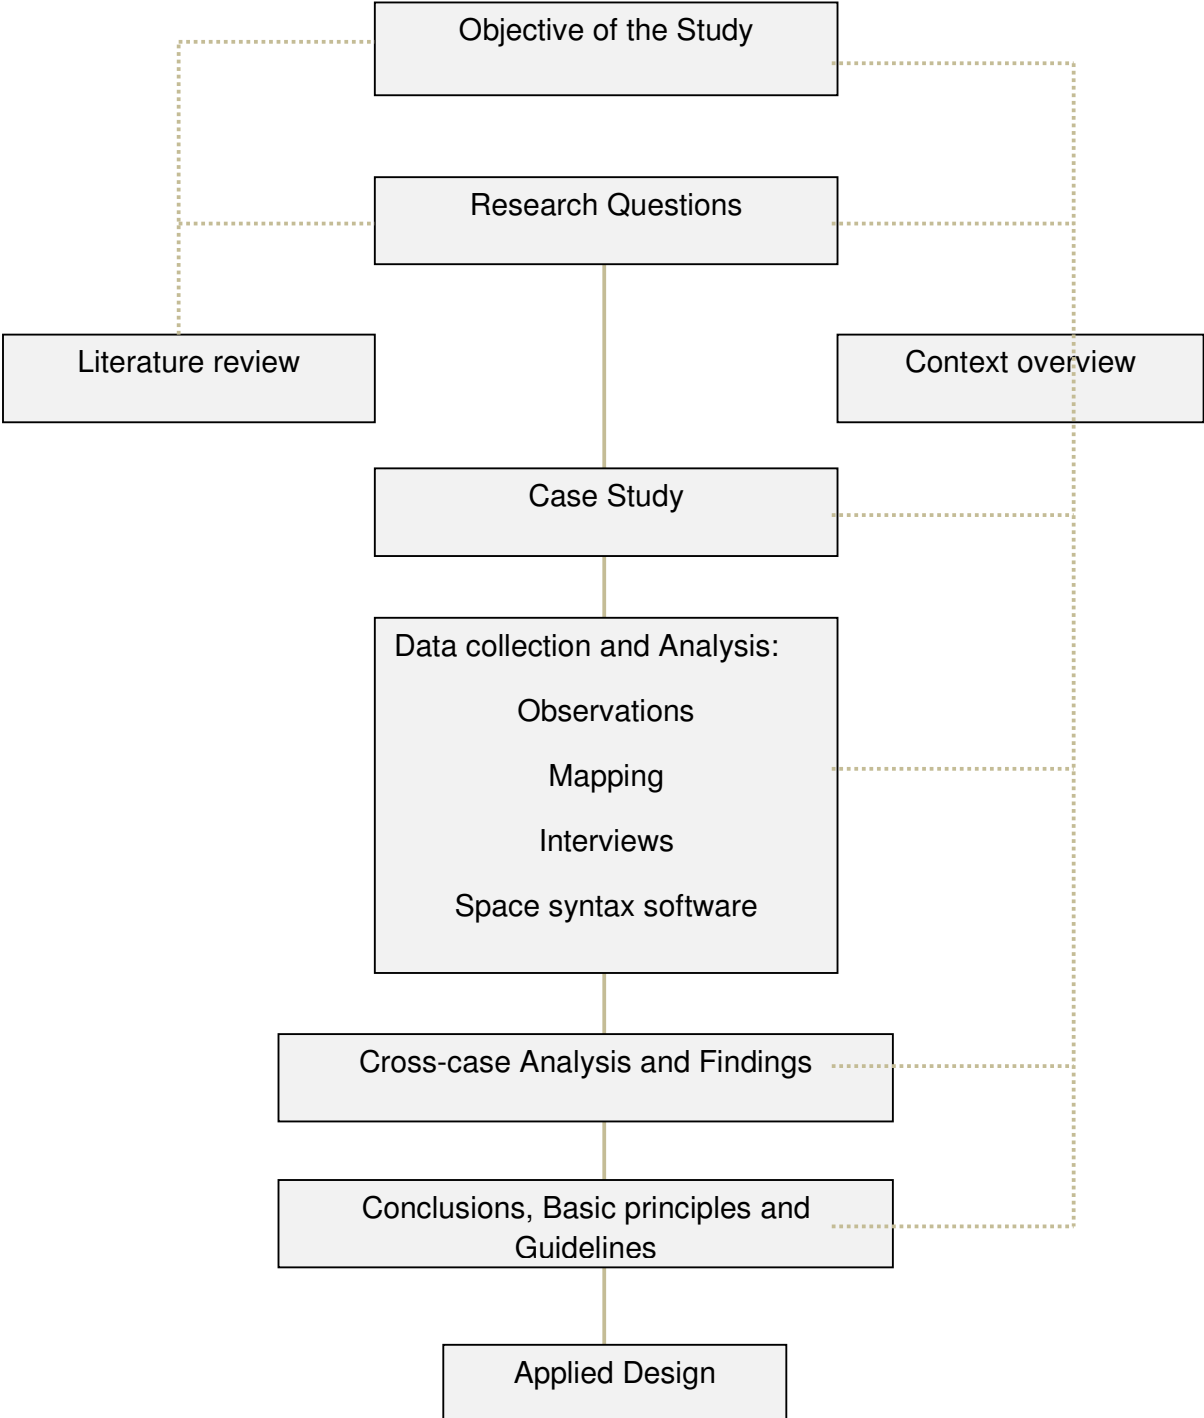 Objective of the Study
Research Questions
Literature review
Context overview
Case Study
Data collection and Analysis:
Observations
Mapping
Interviews
Space syntax software
Cross-case Analysis and Findings
Conclusions, Basic principles and
Guidelines
Applied Design